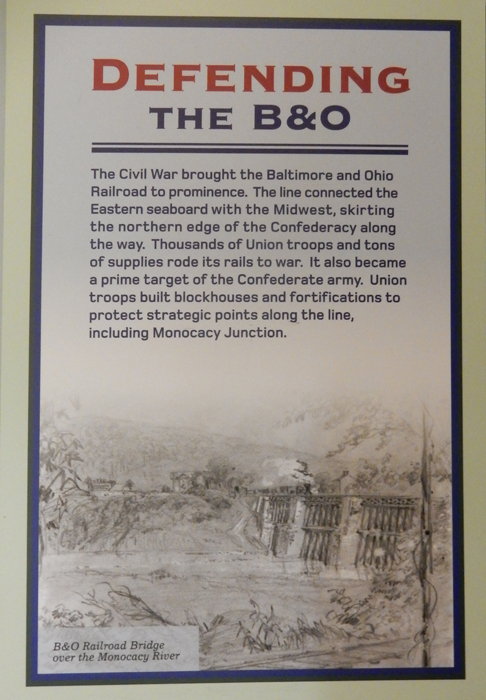 DEFENDING
THE B&O
The Civil War brought the Baltimore and Ohio
Railroad to prominence. The line connected the
Eastern seaboard with the Midwest, skirting
the northern edge of the Confederacy along
the way. Thousands of Union troops and tons
of supplies rode its rails to war. It also became
a prime target of the Confederate army. Union
troops built blockhouses and fortifications to
protect strategic points along the line,
including Monocacy Junction.
B&O Railroad Bridge
over the Monocacy River